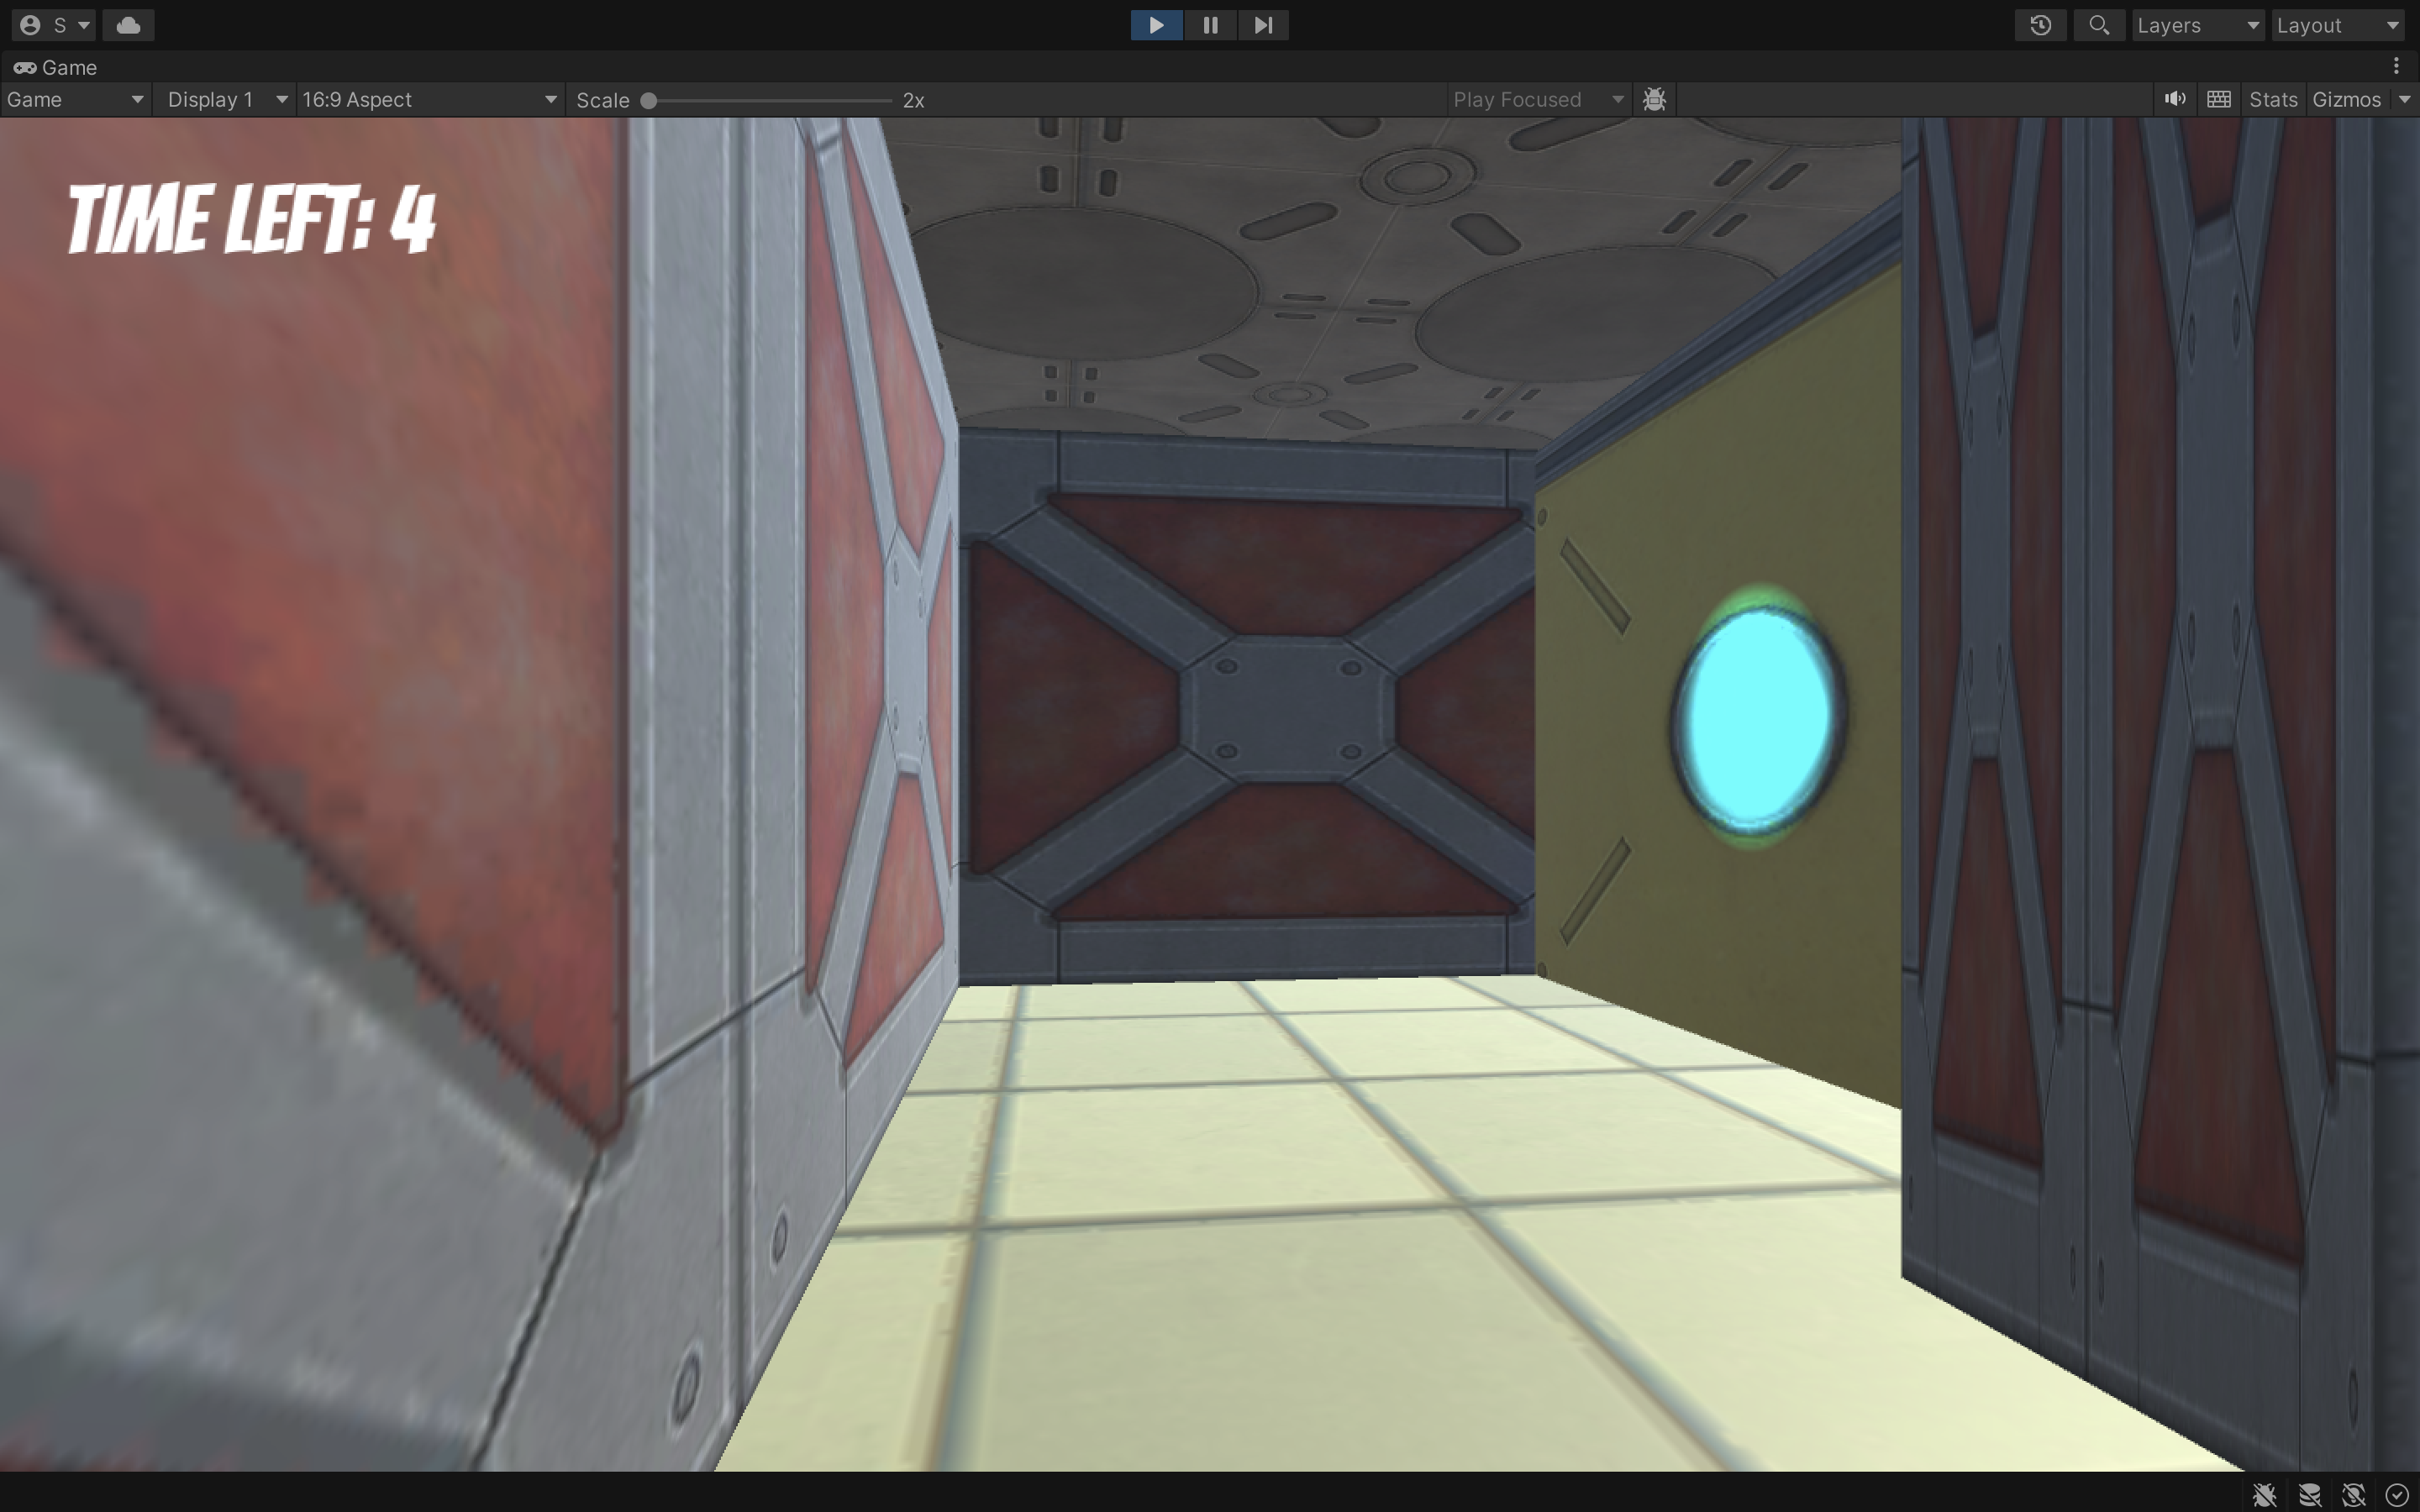 S
Layers
Layout
Game
Game
Display 1
16:9 Aspect
Scale
2x
Play Focused
Stats
Gizmos
TIME LEFT: 4